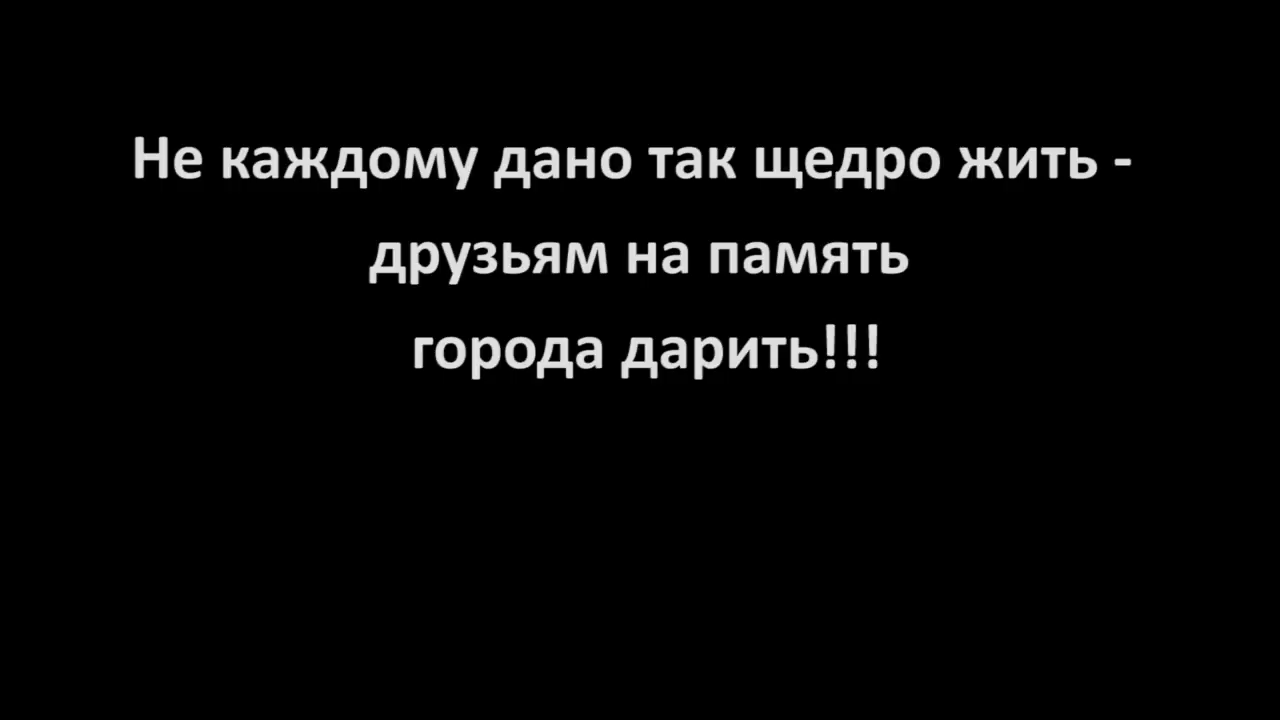 Не каждому дано так щедро жить -
друзьям на память
города дарить!!!